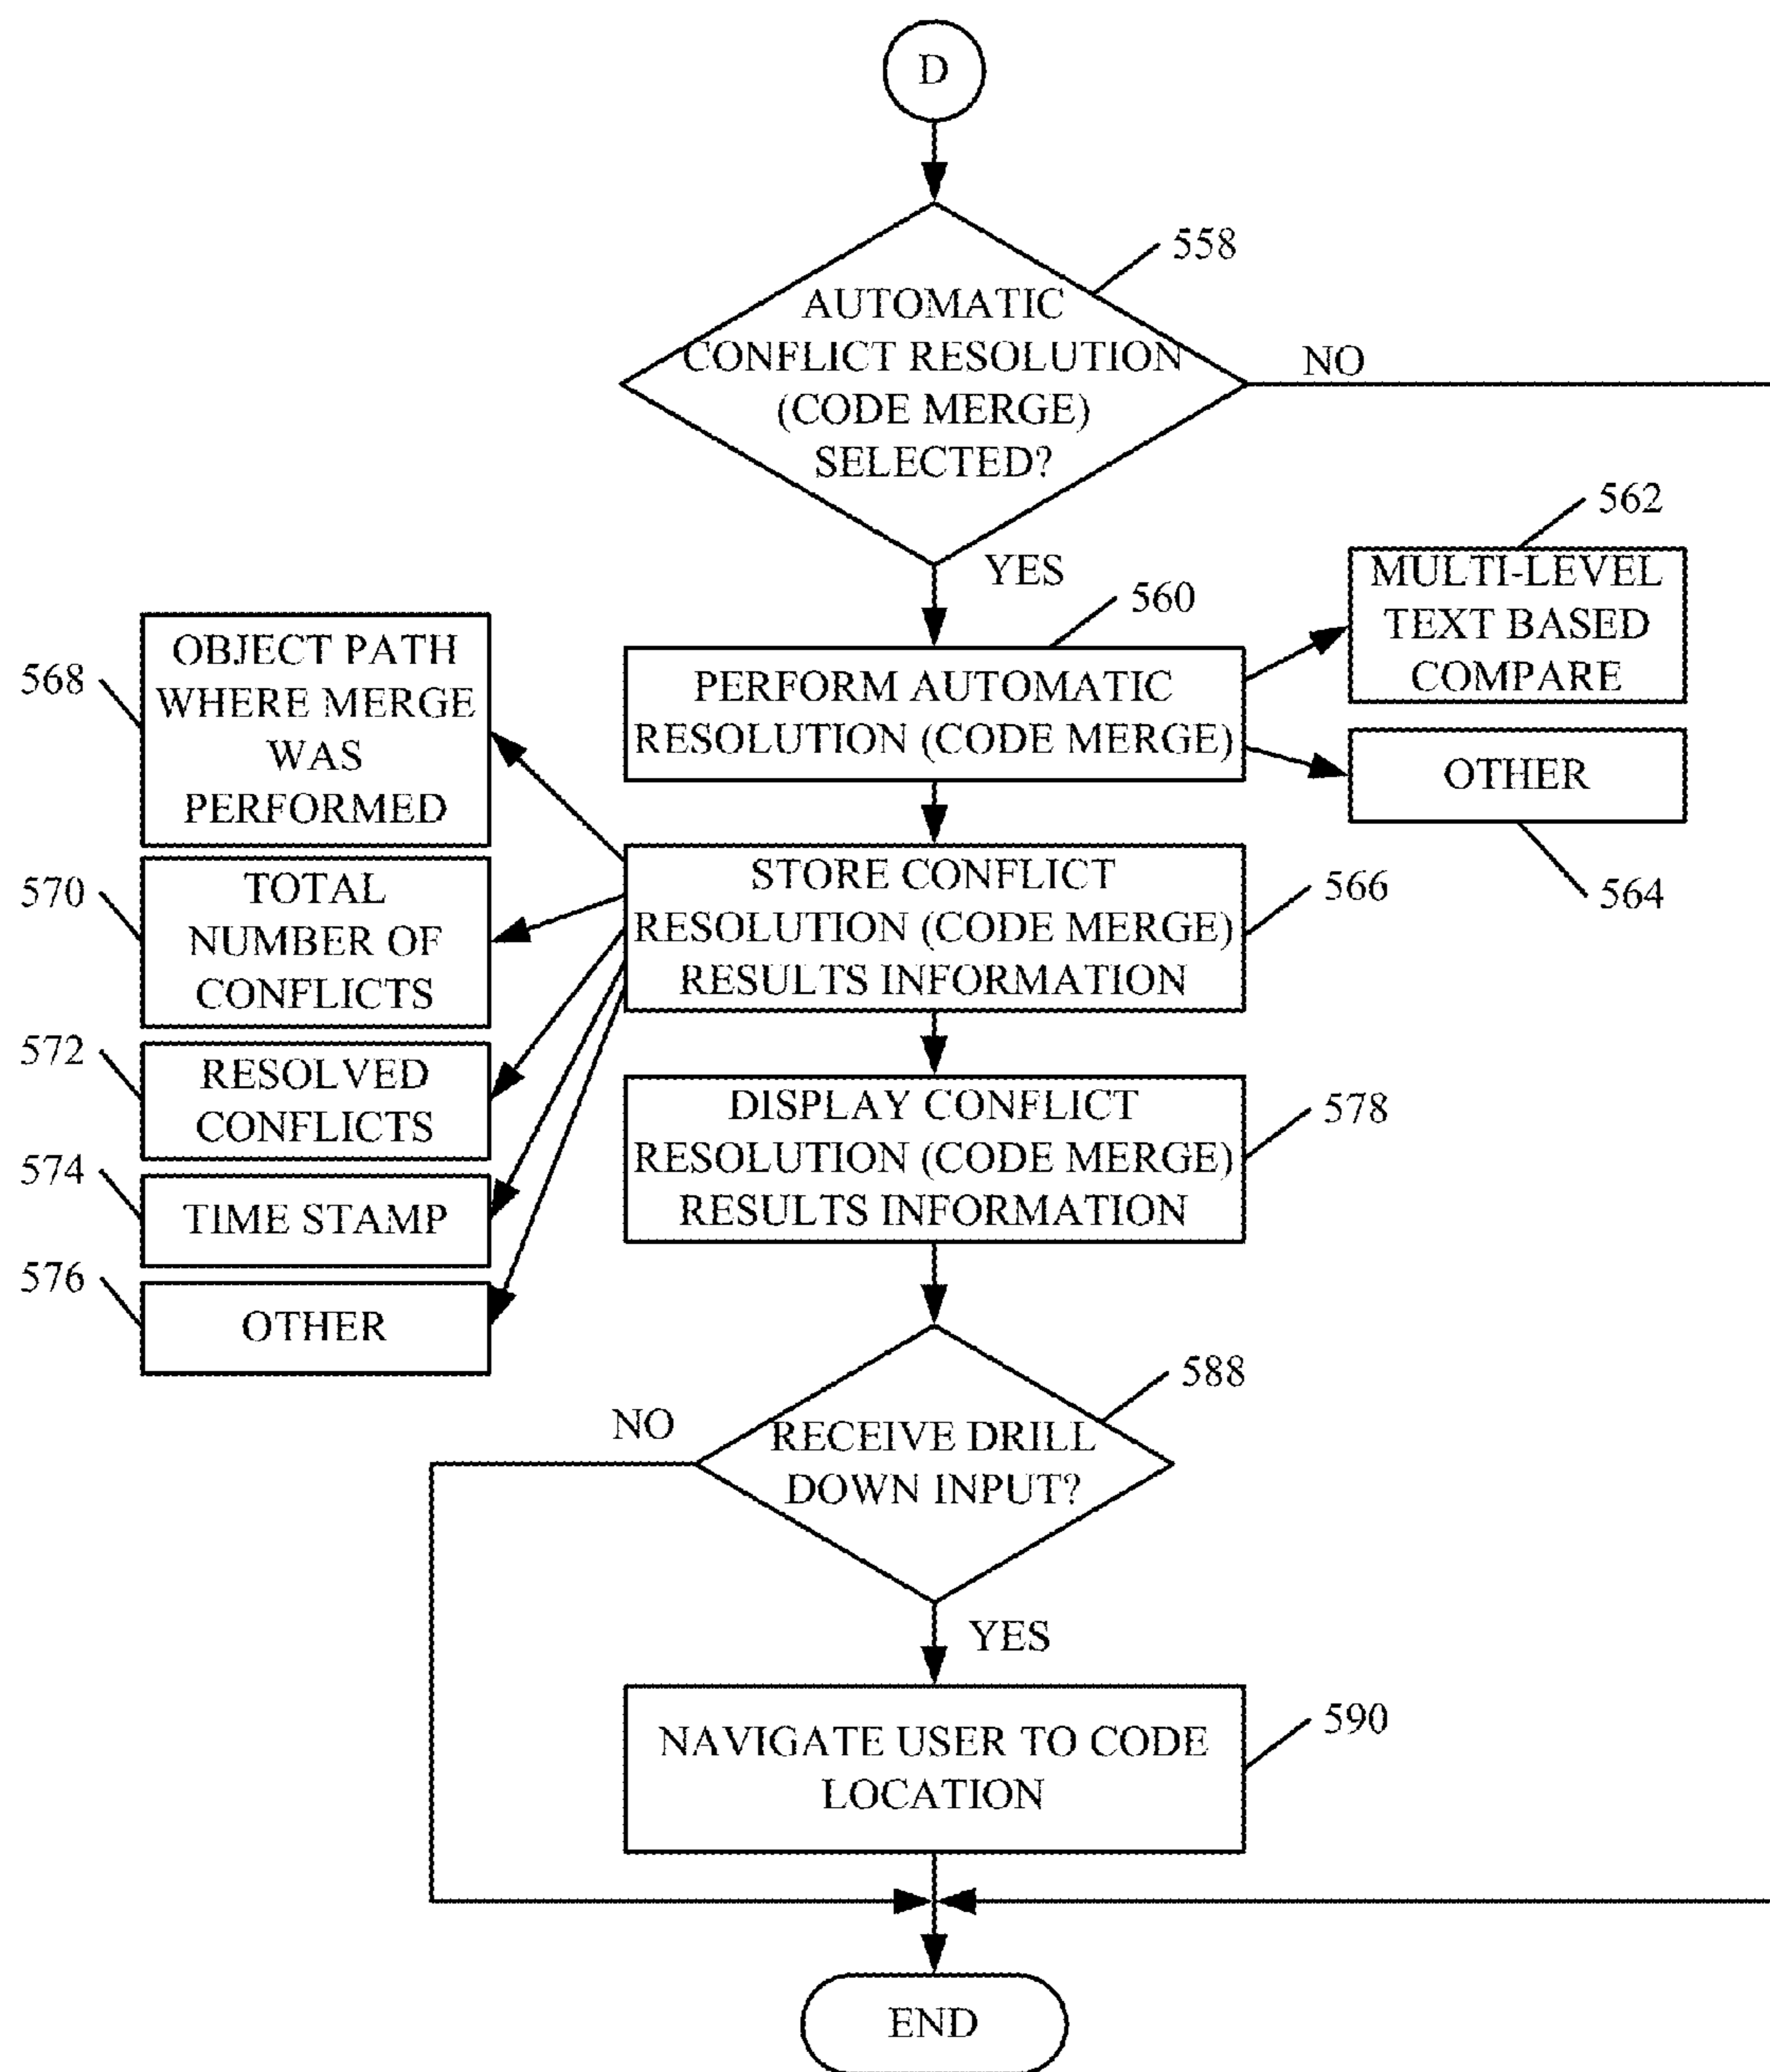 D
558
AUTOMATIC
CONFLICT RESOLUTION
(CODE MERGE)
SELECTED?
NO
YES
560
PERFORM AUTOMATIC
RESOLUTION (CODE MERGE)
562
MULTI-LEVEL
TEXT BASED
COMPARE
OTHER
564
566
STORE CONFLICT
RESOLUTION (CODE MERGE)
RESULTS INFORMATION
568
OBJECT PATH
WHERE MERGE
WAS
PERFORMED
570
TOTAL
NUMBER OF
CONFLICTS
572
RESOLVED
CONFLICTS
574
TIME STAMP
576
OTHER
578
DISPLAY CONFLICT
RESOLUTION (CODE MERGE)
RESULTS INFORMATION
588
RECEIVE DRILL
DOWN INPUT?
NO
YES
590
NAVIGATE USER TO CODE
LOCATION
END